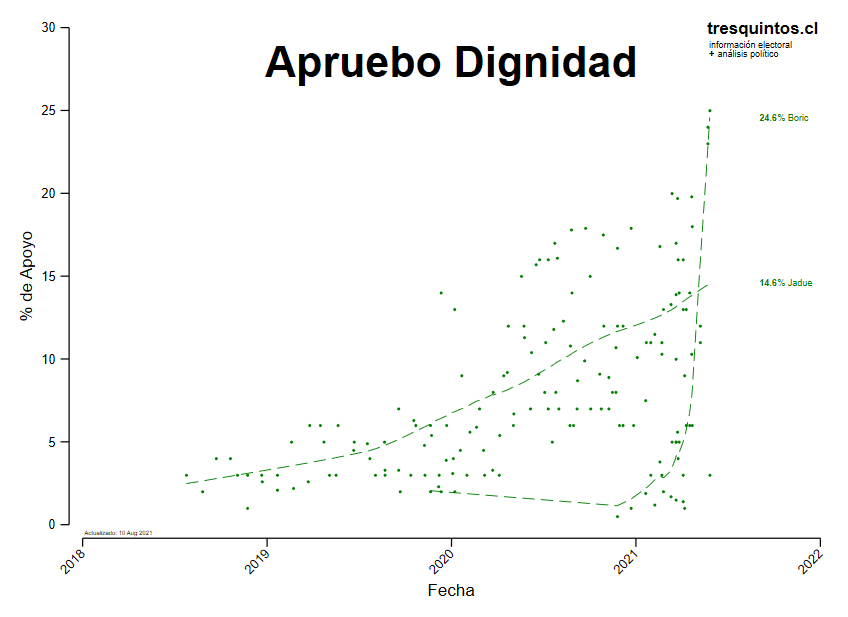 Apruebo Dignidad
tresquintos.cl
información electoral
+ análisis político
30
25
20
15
10
5
0
% de Apoyo
24.6% Boric
14.6% Jadue
Actualizado: 10 Aug 2021
2018
2019
2020
2021
2022
Fecha